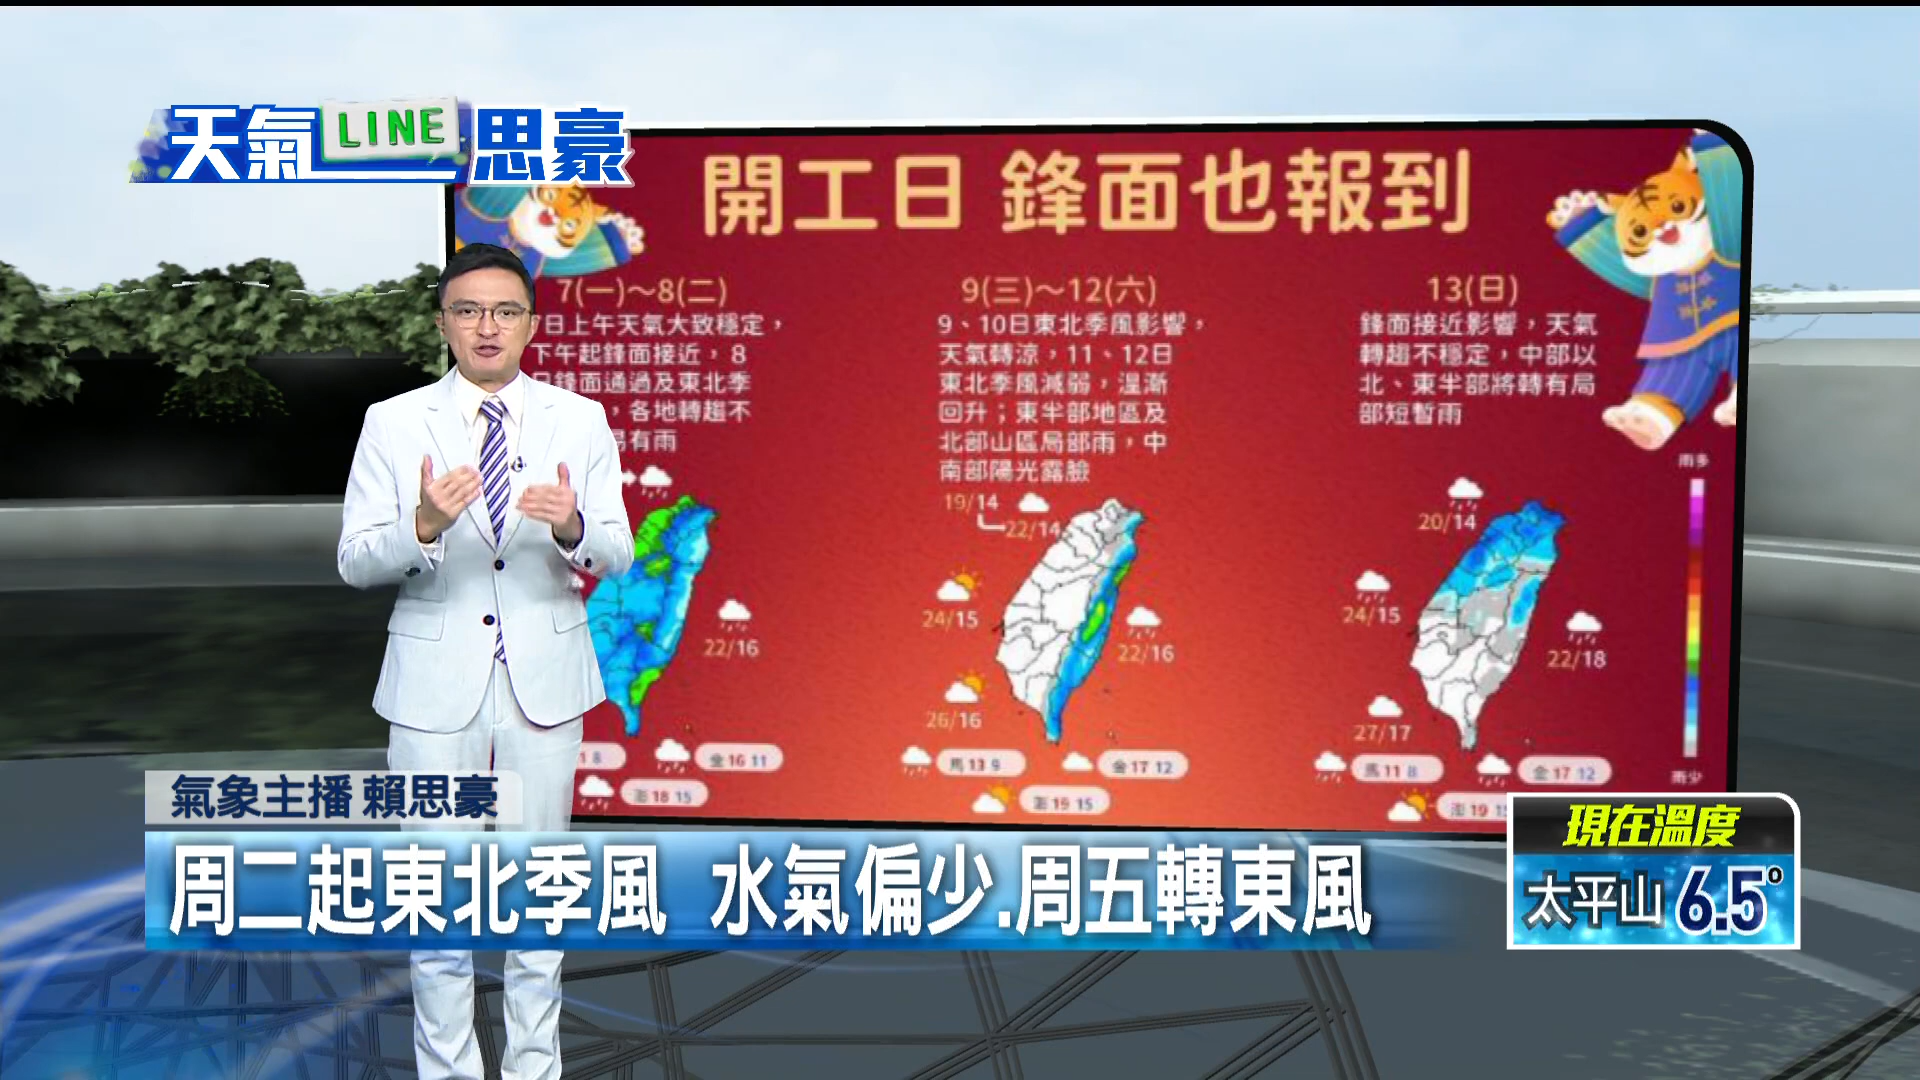 天氣LINE思豪
開工日 鋒面也報到
7(一)～8(二)
7日上午天氣大致穩定，
下午起鋒面接近，8
日鋒面通過及東北季
，各地轉趨不
易有雨
22/16
1 8
金 16 11
澎 18 15
9(三)～12(六)
9、10日東北季風影響，
天氣轉涼，11、12日
東北季風減弱，溫漸
回升；東半部地區及
北部山區局部雨，中
南部陽光露臉
19/14
22/14
24/15
22/16
26/16
馬 13 9
金 17 12
澎 19 15
13(日)
鋒面接近影響，天氣
轉趨不穩定，中部以
北、東半部將轉有局
部短暫雨
20/14
24/15
22/18
27/17
馬 11 8
金 17 12
澎 19
雨多
雨少
氣象主播 賴思豪
周二起東北季風 水氣偏少.周五轉東風
現在溫度
太平山 6.5°